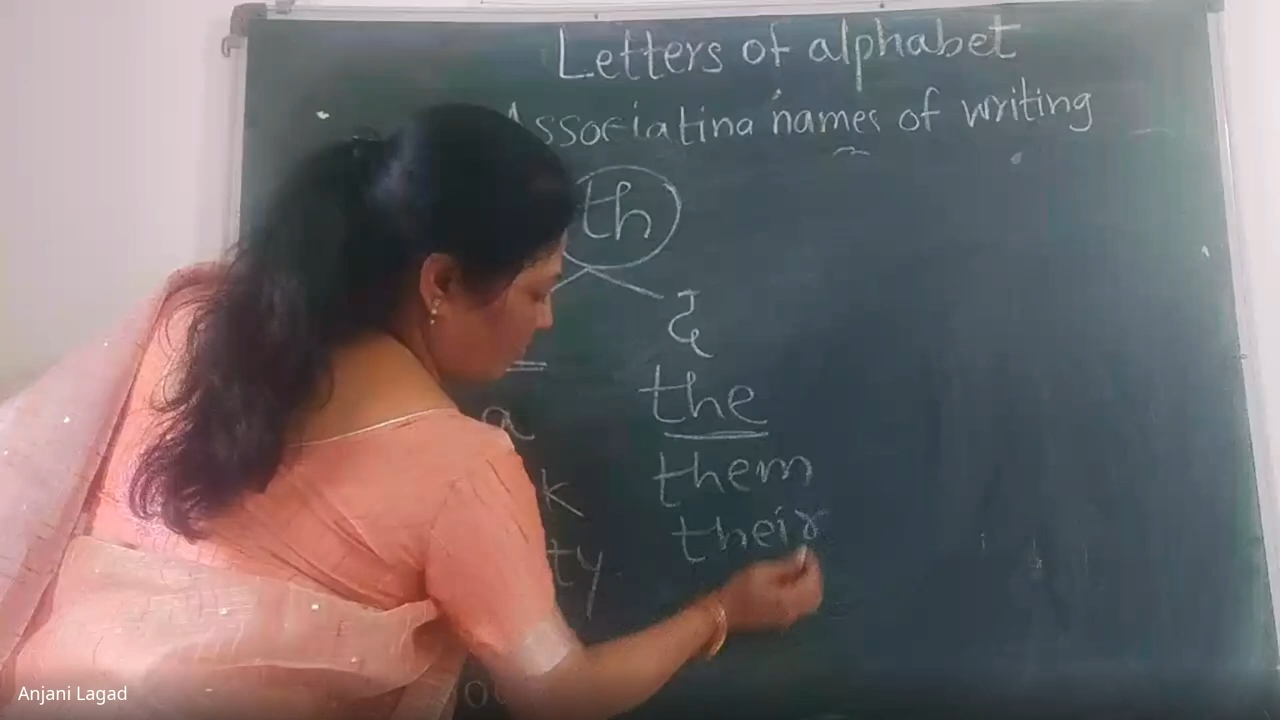 Letters of alphabet
Associating names of writing
th
द
the
them
their
Anjani Lagad